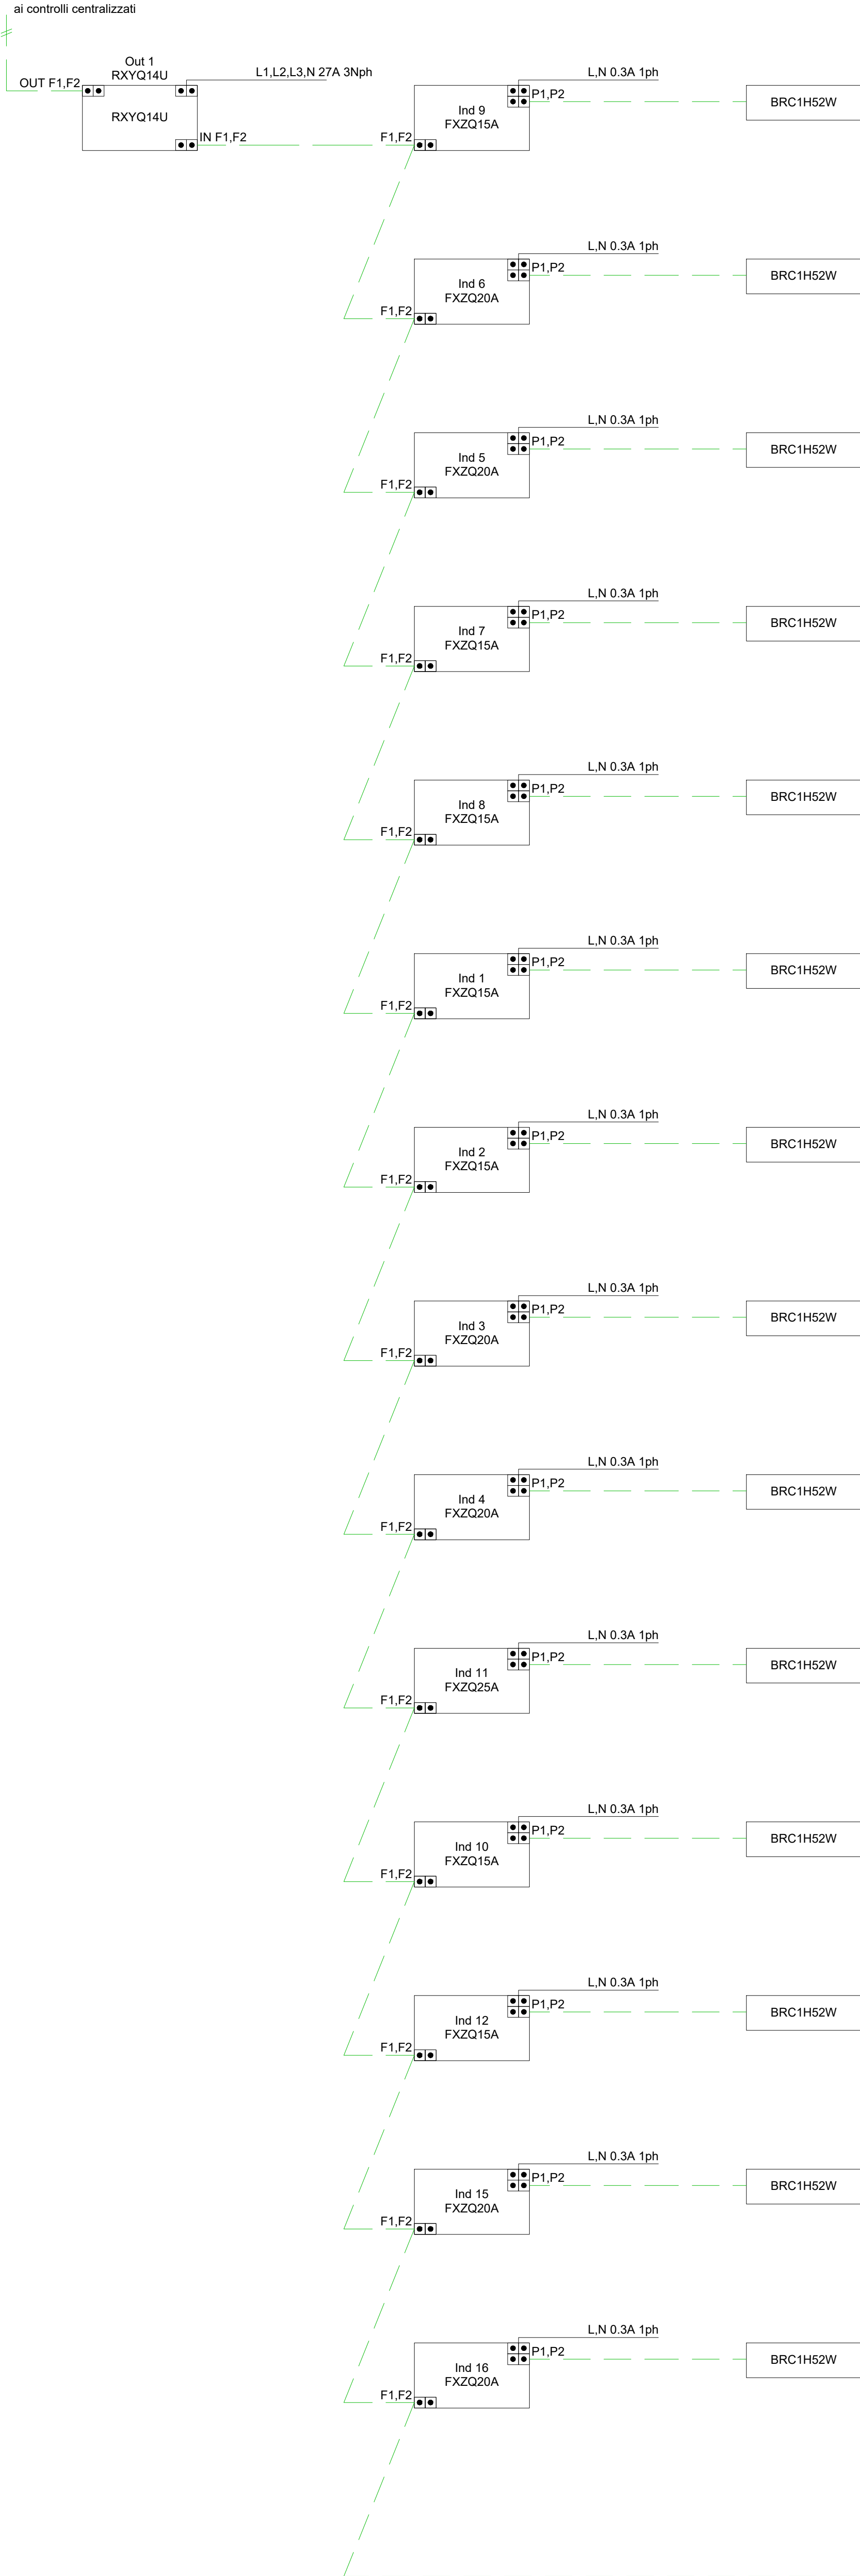 ai controlli centralizzati
Out 1
RXYQ14U
L1,L2,L3,N 27A 3Nph
OUT F1,F2
RXYQ14U
IN F1,F2
L,N 0.3A 1ph
P1,P2
Ind 9
FXZQ15A
F1,F2
BRC1H52W
L,N 0.3A 1ph
P1,P2
Ind 6
FXZQ20A
F1,F2
BRC1H52W
L,N 0.3A 1ph
P1,P2
Ind 5
FXZQ20A
F1,F2
BRC1H52W
L,N 0.3A 1ph
P1,P2
Ind 7
FXZQ15A
F1,F2
BRC1H52W
L,N 0.3A 1ph
P1,P2
Ind 8
FXZQ15A
F1,F2
BRC1H52W
L,N 0.3A 1ph
P1,P2
Ind 1
FXZQ15A
F1,F2
BRC1H52W
L,N 0.3A 1ph
P1,P2
Ind 2
FXZQ15A
F1,F2
BRC1H52W
L,N 0.3A 1ph
P1,P2
Ind 3
FXZQ20A
F1,F2
BRC1H52W
L,N 0.3A 1ph
P1,P2
Ind 4
FXZQ20A
F1,F2
BRC1H52W
L,N 0.3A 1ph
P1,P2
Ind 11
FXZQ25A
F1,F2
BRC1H52W
L,N 0.3A 1ph
P1,P2
Ind 10
FXZQ15A
F1,F2
BRC1H52W
L,N 0.3A 1ph
P1,P2
Ind 12
FXZQ15A
F1,F2
BRC1H52W
L,N 0.3A 1ph
P1,P2
Ind 15
FXZQ20A
F1,F2
BRC1H52W
L,N 0.3A 1ph
P1,P2
Ind 16
FXZQ20A
F1,F2
BRC1H52W